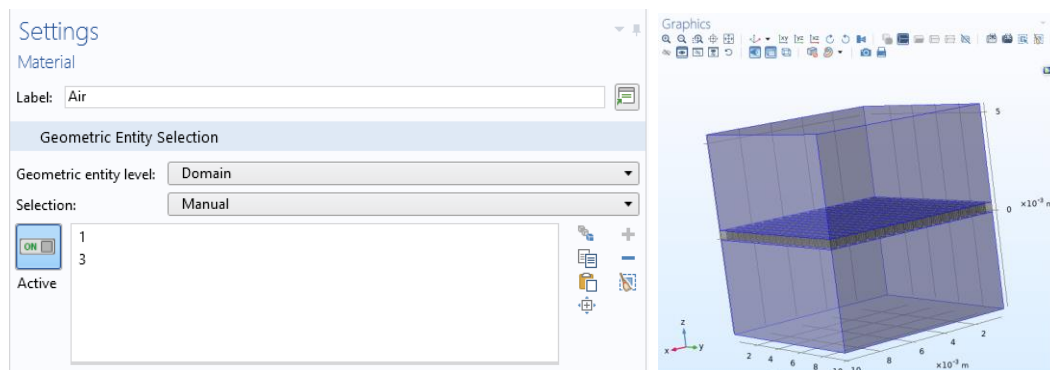 Settings
Material
Label: Air
Geometric Entity Selection
Geometric entity level: Domain
Selection: Manual
ON
Active
1
3
Graphics
5
0
×10⁻³ m
z
x
y
2
4
6
8
10
10
8
6
4
2
×10⁻³ m